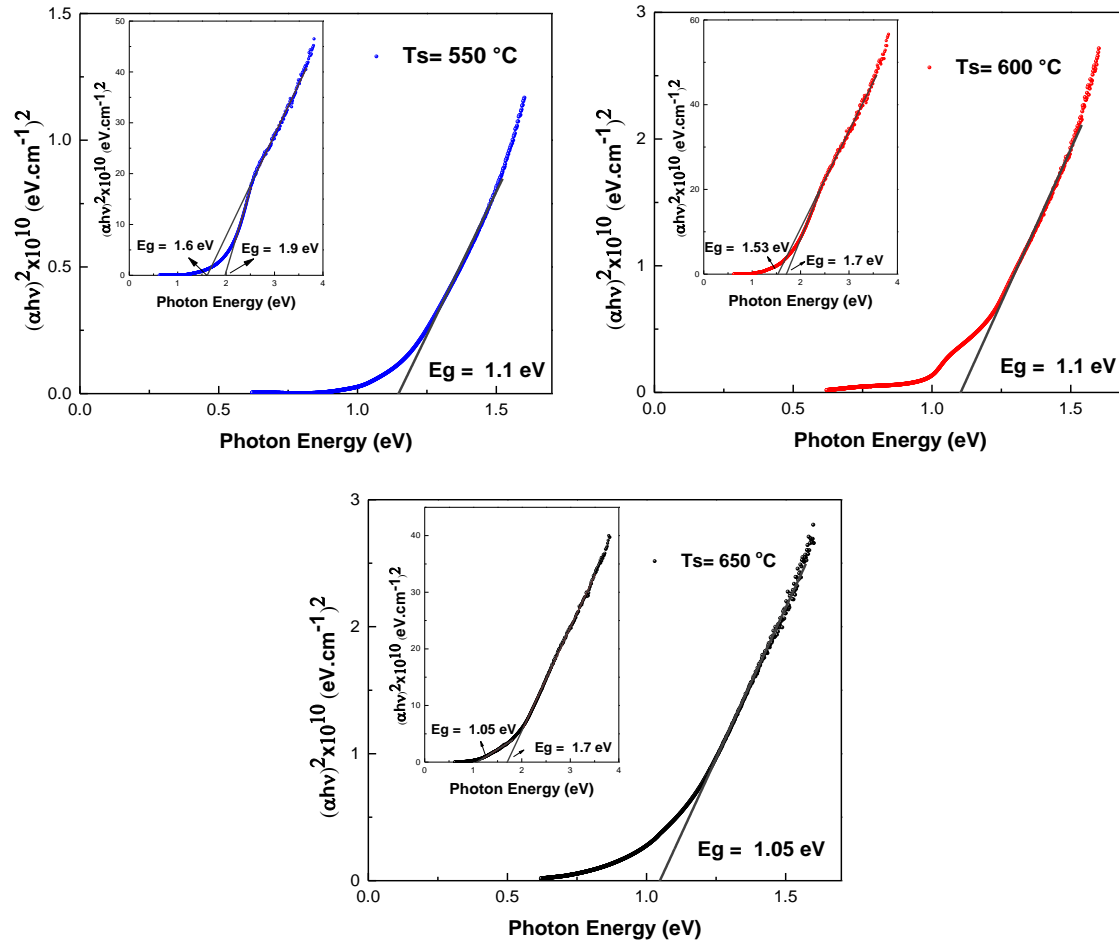 Ts= 550 °C
(αhν)²x10¹⁰ (eV.cm⁻¹)²
1.5
1.0
0.5
0.0
0.0
0.5
1.0
1.5
Photon Energy (eV)
Eg = 1.1 eV
(αhν)²x10¹⁰ (eV.cm⁻¹)²
50
40
30
20
10
0
0
1
2
3
4
Photon Energy (eV)
Eg = 1.6 eV
Eg = 1.9 eV
Ts= 600 °C
(αhν)²x10¹⁰ (eV.cm⁻¹)²
3
2
1
0
0.0
0.5
1.0
1.5
Photon Energy (eV)
Eg = 1.1 eV
(αhν)²x10¹⁰ (eV.cm⁻¹)²
60
40
20
0
0
1
2
3
4
Photon Energy (eV)
Eg = 1.53 eV
Eg = 1.7 eV
Ts= 650 °C
(αhν)²x10¹⁰ (eV.cm⁻¹)²
3
2
1
0
0.0
0.5
1.0
1.5
Photon Energy (eV)
Eg = 1.05 eV
(αhν)²x10¹⁰ (eV.cm⁻¹)²
40
30
20
10
0
0
1
2
3
4
Photon Energy (eV)
Eg = 1.05 eV
Eg = 1.7 eV